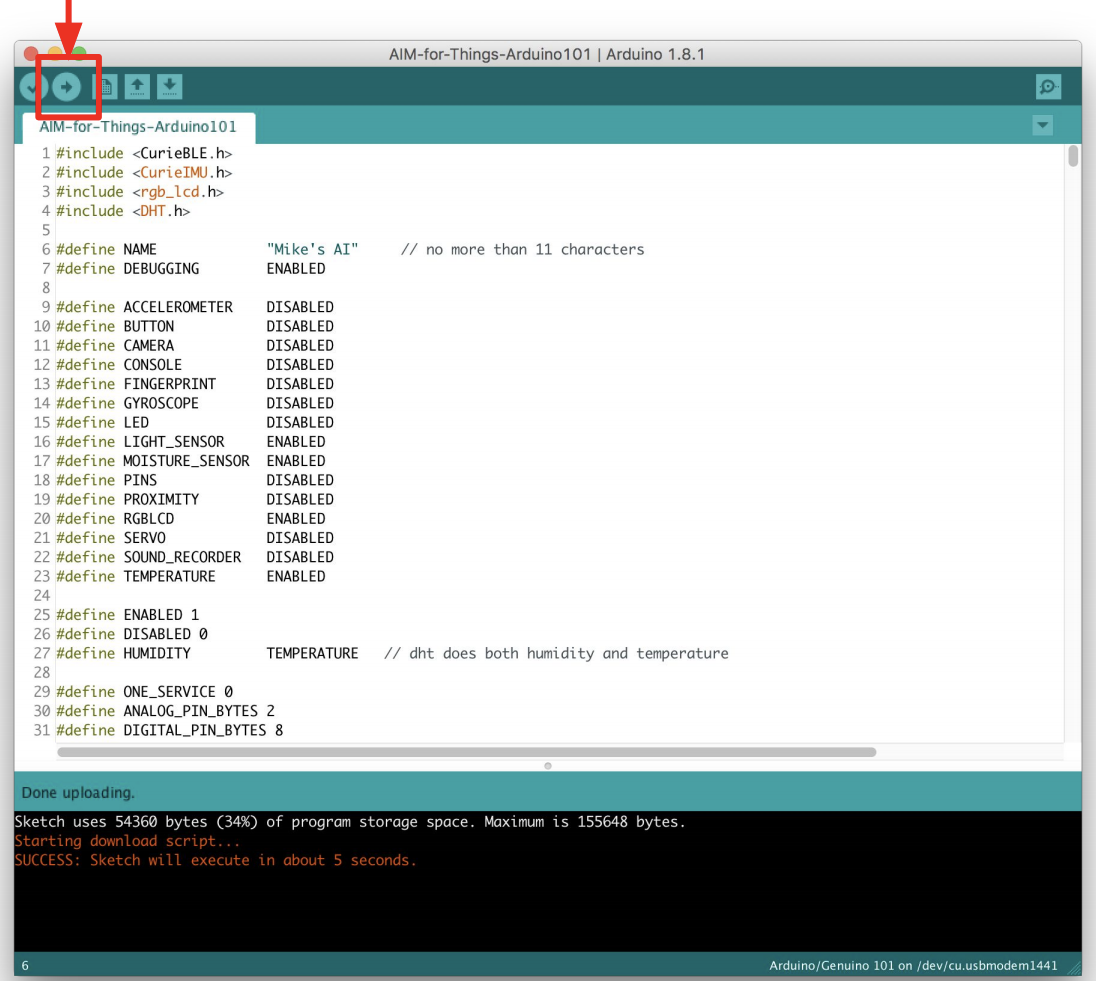 AIM-for-Things-Arduino101 | Arduino 1.8.1
AIM-for-Things-Arduino101
1 #include <CurieBLE.h>
2 #include <CurieIMU.h>
3 #include <rgb_lcd.h>
4 #include <DHT.h>
5
6 #define NAME "Mike's AI" // no more than 11 characters
7 #define DEBUGGING ENABLED
8
9 #define ACCELEROMETER DISABLED
10 #define BUTTON DISABLED
11 #define CAMERA DISABLED
12 #define CONSOLE DISABLED
13 #define FINGERPRINT DISABLED
14 #define GYROSCOPE DISABLED
15 #define LED DISABLED
16 #define LIGHT_SENSOR ENABLED
17 #define MOISTURE_SENSOR ENABLED
18 #define PINS DISABLED
19 #define PROXIMITY DISABLED
20 #define RGBLCD ENABLED
21 #define SERVO DISABLED
22 #define SOUND_RECORDER DISABLED
23 #define TEMPERATURE ENABLED
24
25 #define ENABLED 1
26 #define DISABLED 0
27 #define HUMIDITY TEMPERATURE // dht does both humidity and temperature
28
29 #define ONE_SERVICE 0
30 #define ANALOG_PIN_BYTES 2
31 #define DIGITAL_PIN_BYTES 8
Done uploading.
Sketch uses 54360 bytes (34%) of program storage space. Maximum is 155648 bytes.
Starting download script...
SUCCESS: Sketch will execute in about 5 seconds.
6 Arduino/Genuino 101 on /dev/cu.usbmodem1441